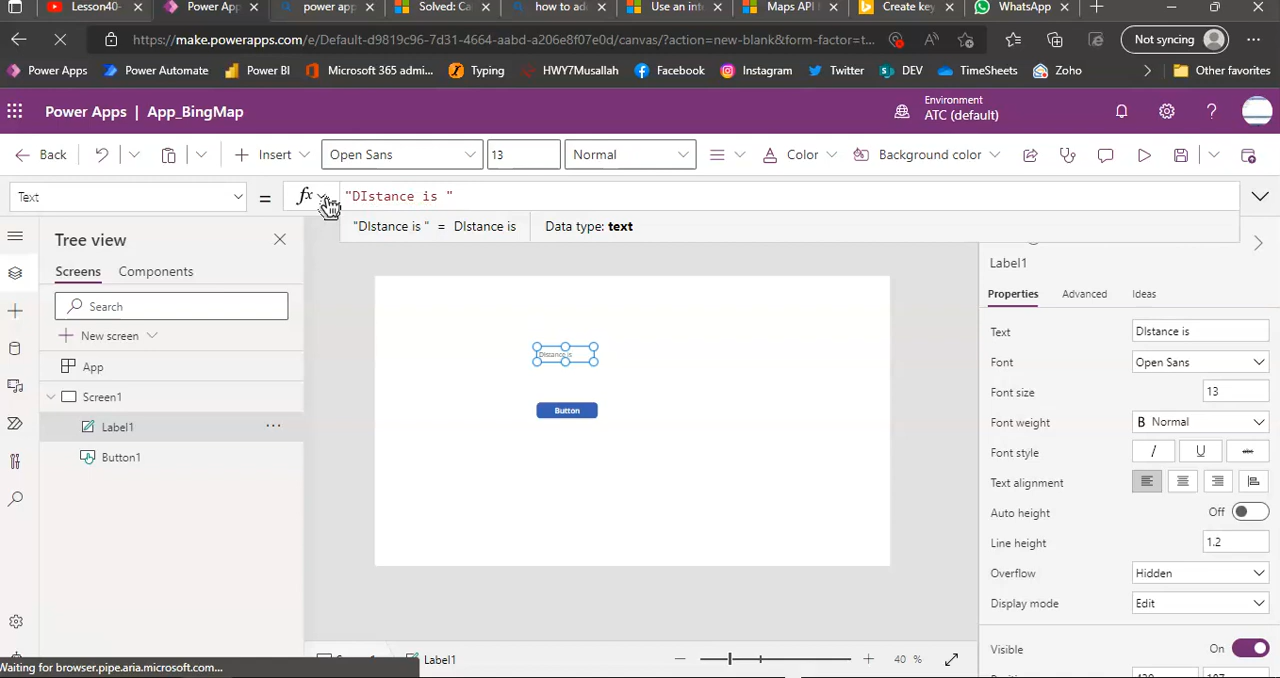 Lesson40-
Power Ap
power app
Solved: Ca
how to ad
Use an int
Maps API
Create key
WhatsApp
https://make.powerapps.com/e/Default-d9819c96-7d31-4664-aabd-a206e8f07e0d/canvas/?action=new-blank&form-factor=t...
Not syncing
Power Apps
Power Automate
Power BI
Microsoft 365 admi...
Typing
HWY7Musallah
Facebook
Instagram
Twitter
DEV
TimeSheets
Zoho
Other favorites
Power Apps | App_BingMap
Environment
ATC (default)
Back
Insert
Open Sans
13
Normal
Color
Background color
Text
=
fx
"DIstance is "
"DIstance is " = DIstance is
Data type: text
Tree view
Screens
Components
Search
New screen
App
Screen1
Label1
Button1
DIstance is
Button
Label1
Properties
Advanced
Ideas
Text
DIstance is
Font
Open Sans
Font size
13
Font weight
B Normal
Font style
Text alignment
Auto height
Off
Line height
1.2
Overflow
Hidden
Display mode
Edit
Visible
On
Waiting for browser.pipe.aria.microsoft.com...
Label1
40 %